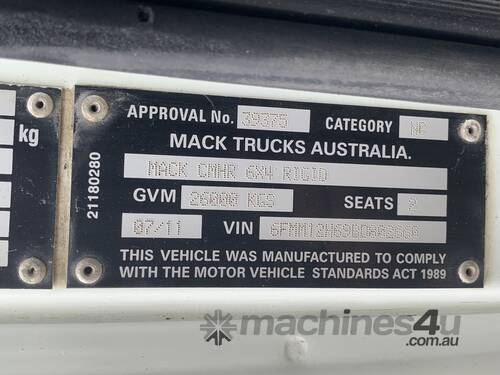 kg
21180280
APPROVAL No. 39375 CATEGORY NC
MACK TRUCKS AUSTRALIA.
MACK CMHR 6X4 RIGID
GVM 26000 KGS SEATS 2
07/11 VIN
THIS VEHICLE WAS MANUFACTURED TO COMPLY
WITH THE MOTOR VEHICLE STANDARDS ACT 1989
machines4u
.com.au